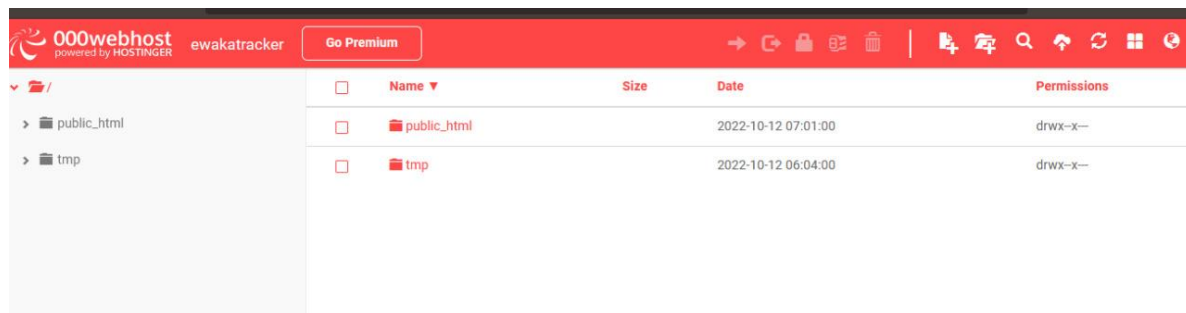 000webhost
powered by HOSTINGER
ewakatracker
Go Premium
/
public_html
tmp
Name ▼ Size Date Permissions
public_html 2022-10-12 07:01:00 drwx--x---
tmp 2022-10-12 06:04:00 drwx--x---